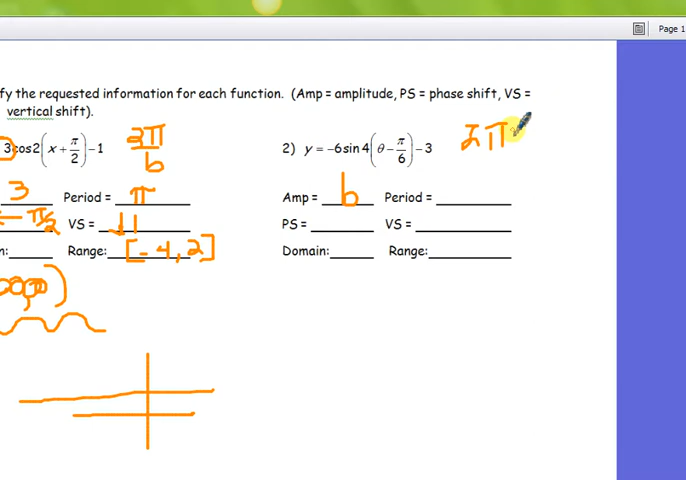 Page 1
fy the requested information for each function. (Amp = amplitude, PS = phase shift, VS =
vertical shift).
3cos2(x + π/2) − 1 2π/b 2) y = −6sin4(θ − π/6) − 3 2π
3 Period = π Amp = 6 Period =
← π/2 VS = ↓1 PS = VS =
n: Range: [-4, 2] Domain: Range: